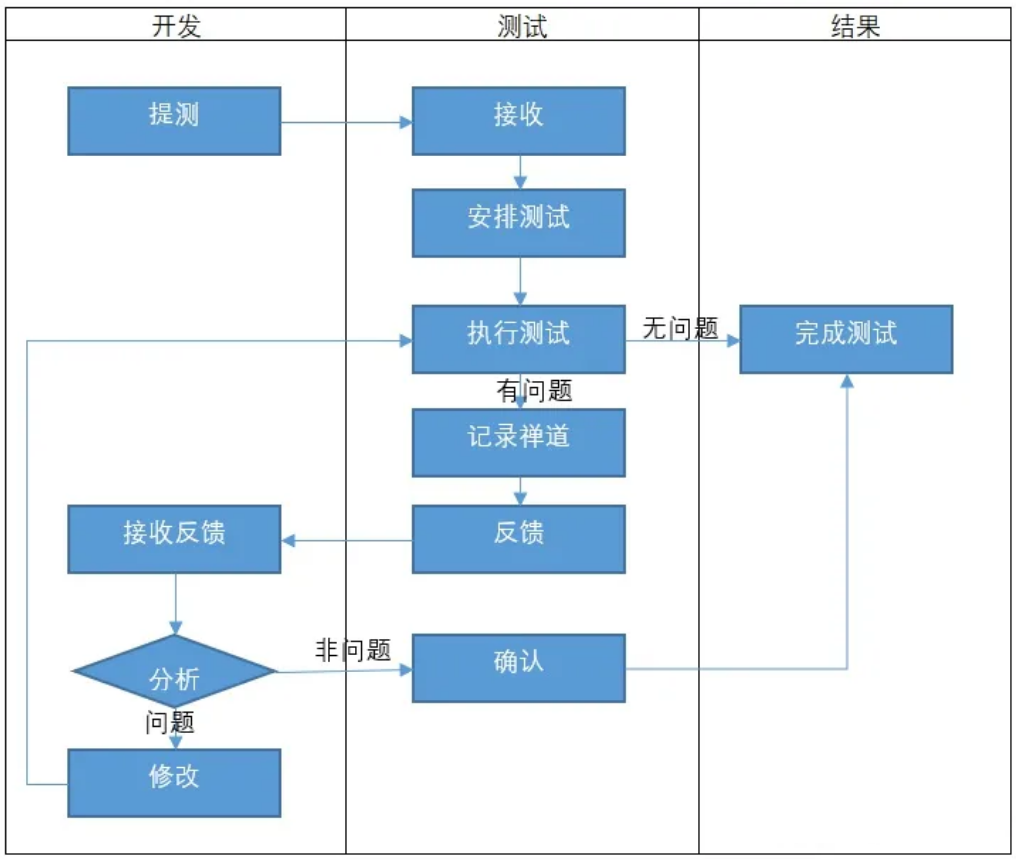 开发
测试
结果
提测
接收
安排测试
执行测试
无问题
完成测试
有问题
记录禅道
接收反馈
反馈
非问题
确认
分析
问题
修改